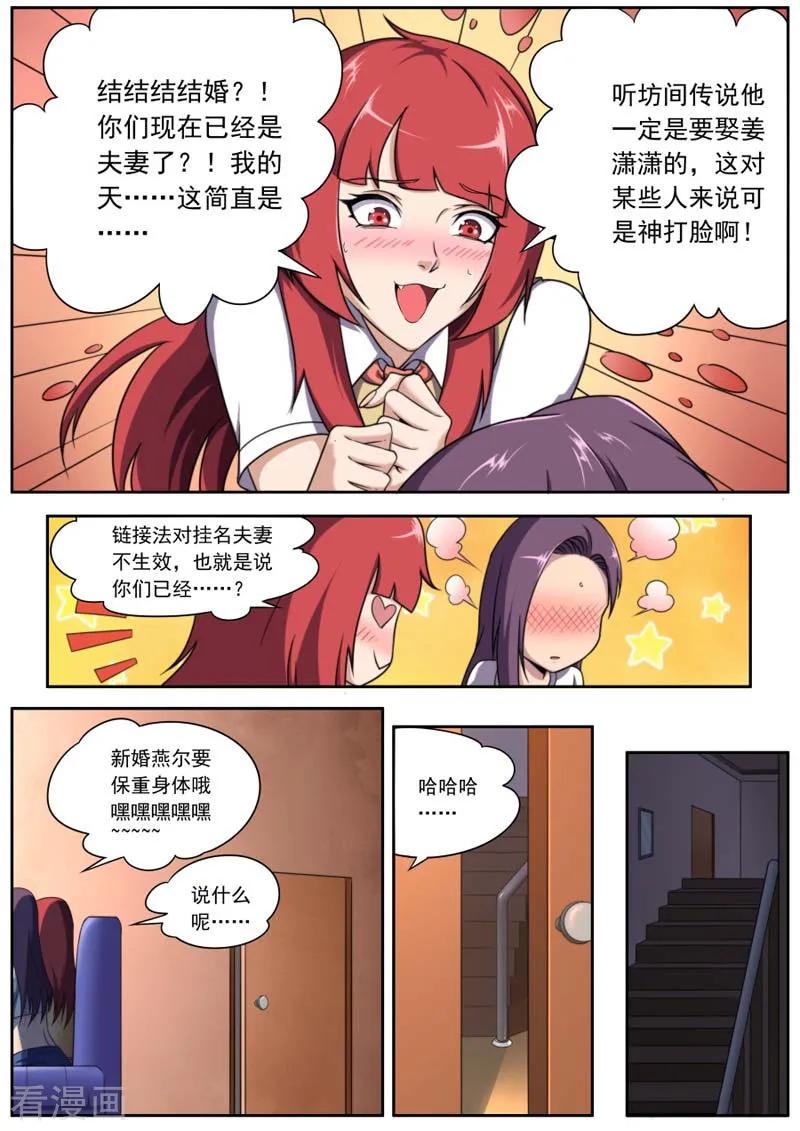 结结结结婚？！
你们现在已经是
夫妻了？！我的
天……这简直是
……
听坊间传说他
一定是要娶姜
潇潇的，这对
某些人来说可
是神打脸啊！
链接法对挂名夫妻
不生效，也就是说
你们已经……？
新婚燕尔要
保重身体哦
嘿嘿嘿嘿嘿
~~~~~
说什么
呢……
哈哈哈
……
看漫画